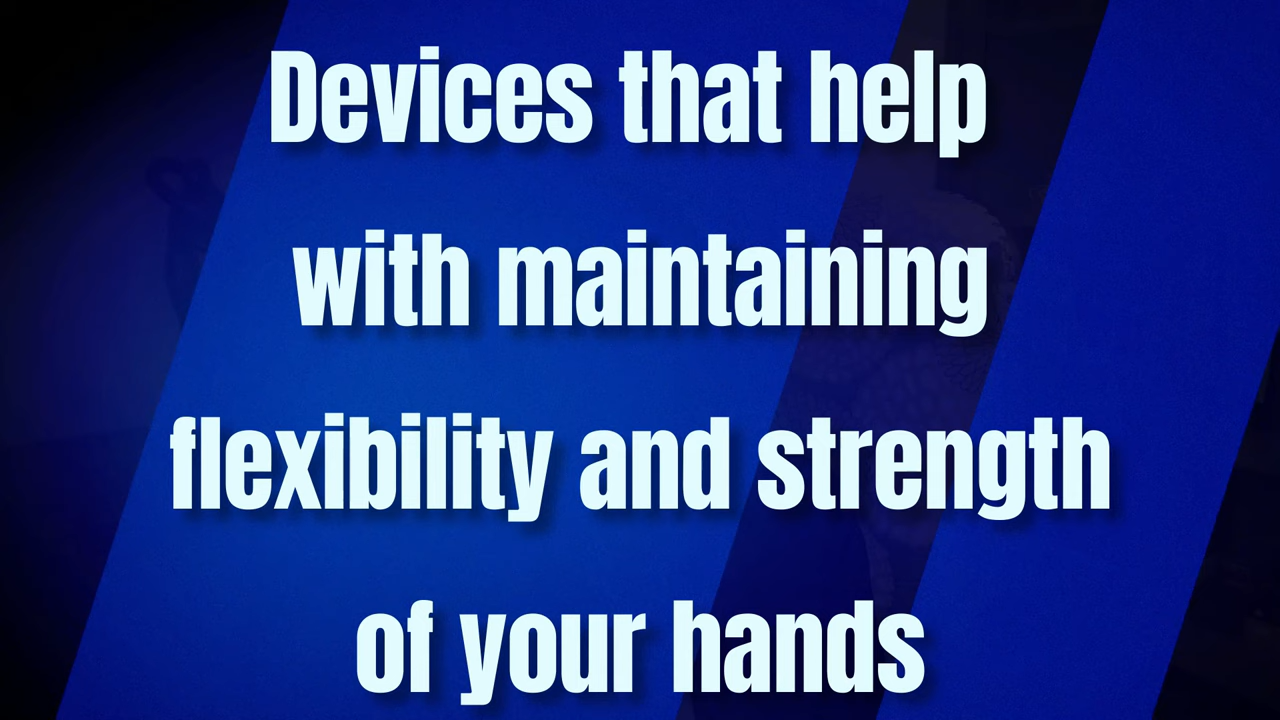 Devices that help
with maintaining
flexibility and strength
of your hands